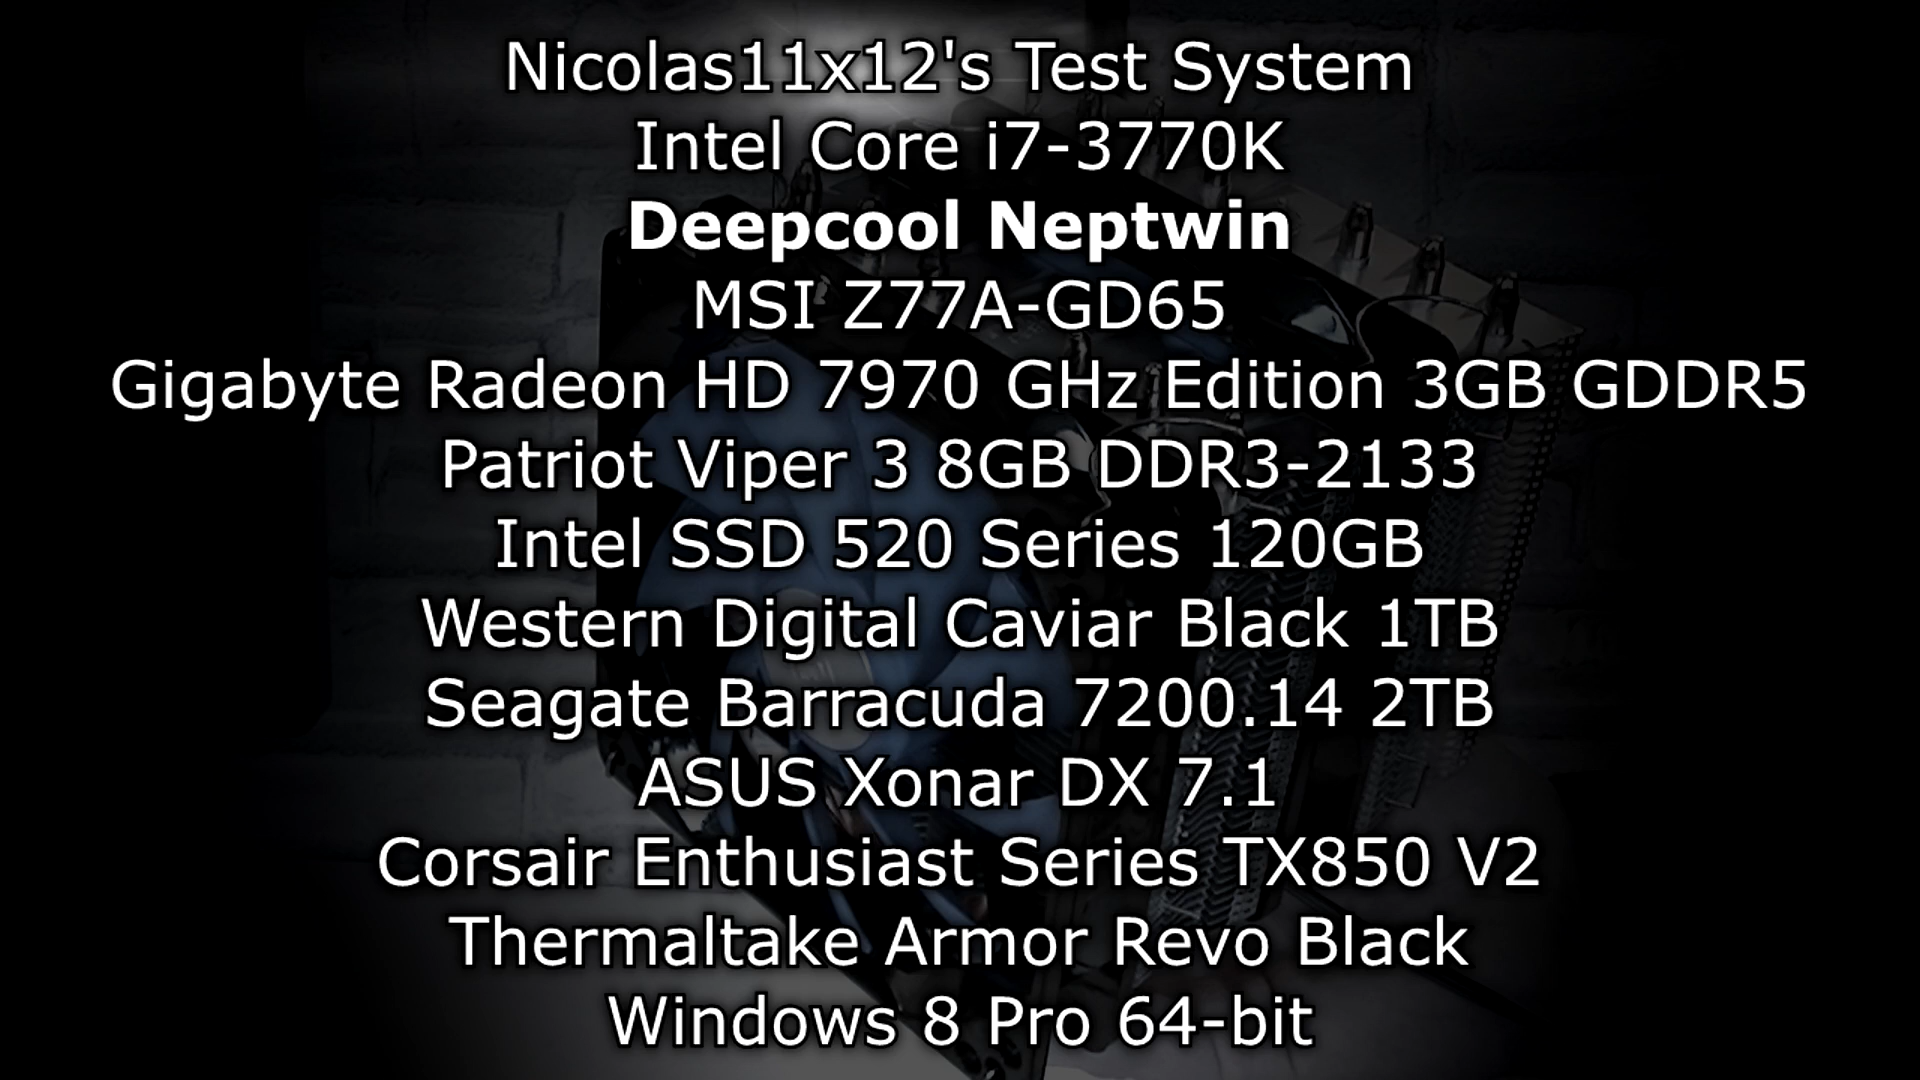 Nicolas11x12's Test System
Intel Core i7-3770K
Deepcool Neptwin
MSI Z77A-GD65
Gigabyte Radeon HD 7970 GHz Edition 3GB GDDR5
Patriot Viper 3 8GB DDR3-2133
Intel SSD 520 Series 120GB
Western Digital Caviar Black 1TB
Seagate Barracuda 7200.14 2TB
ASUS Xonar DX 7.1
Corsair Enthusiast Series TX850 V2
Thermaltake Armor Revo Black
Windows 8 Pro 64-bit